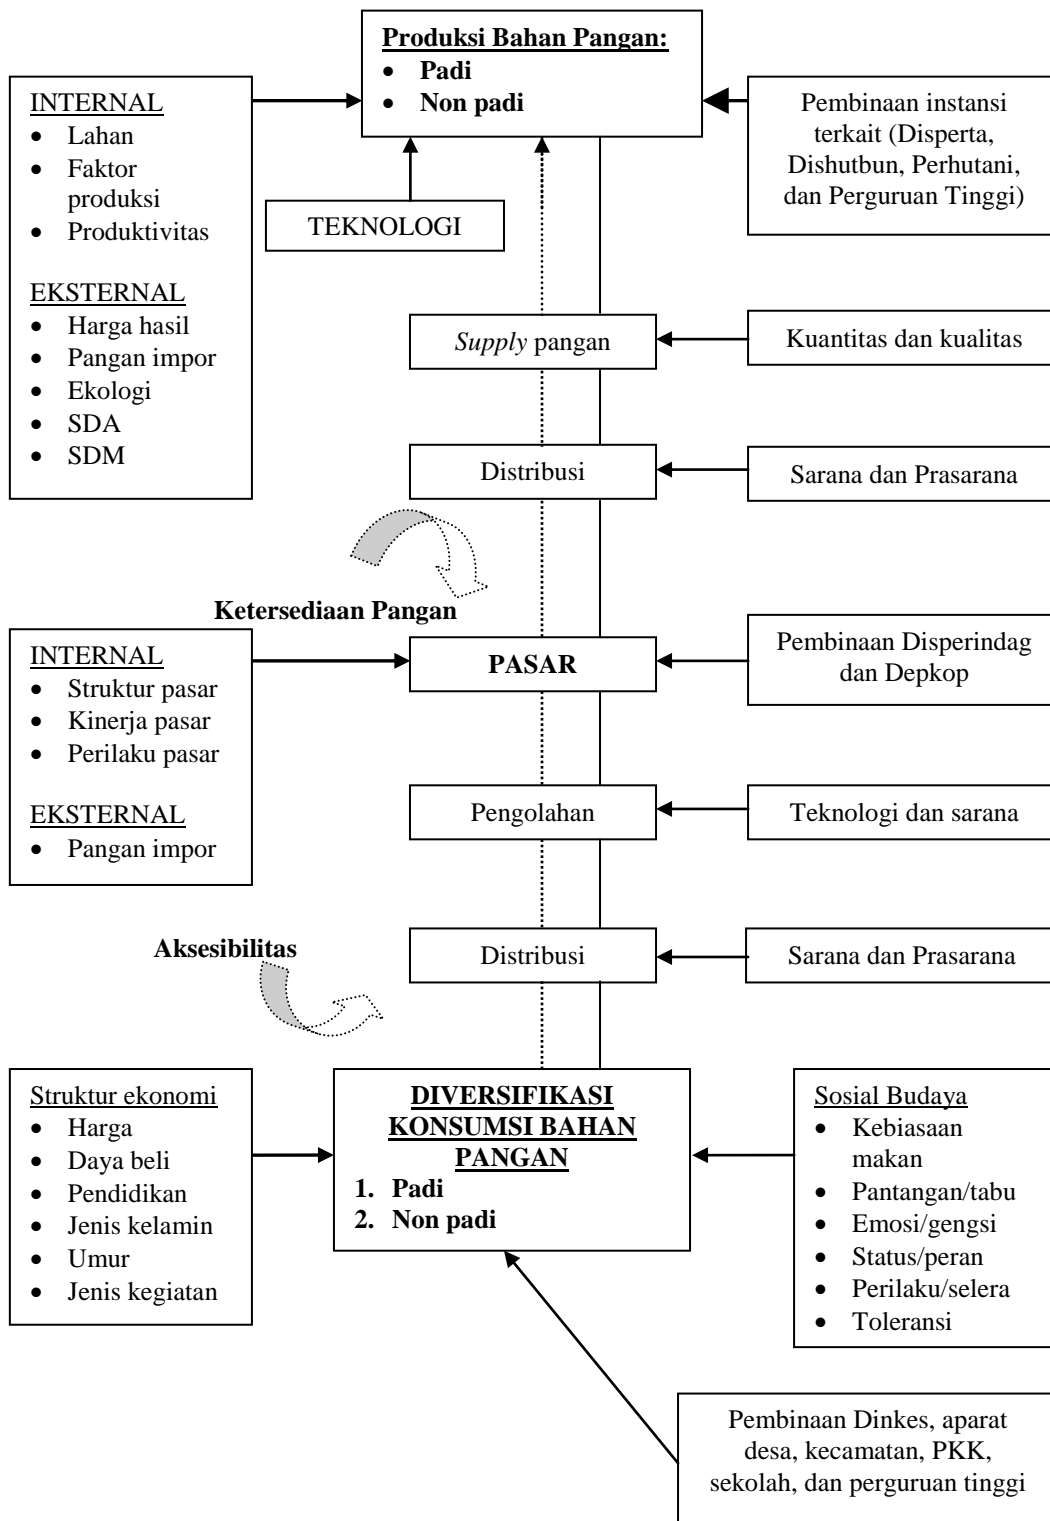 Produksi Bahan Pangan:
• Padi
• Non padi
INTERNAL
• Lahan
• Faktor
produksi
• Produktivitas
EKSTERNAL
• Harga hasil
• Pangan impor
• Ekologi
• SDA
• SDM
TEKNOLOGI
Pembinaan instansi
terkait (Disperta,
Dishutbun, Perhutani,
dan Perguruan Tinggi)
Supply pangan
Kuantitas dan kualitas
Distribusi
Sarana dan Prasarana
Ketersediaan Pangan
INTERNAL
• Struktur pasar
• Kinerja pasar
• Perilaku pasar
EKSTERNAL
• Pangan impor
PASAR
Pembinaan Disperindag
dan Depkop
Pengolahan
Teknologi dan sarana
Aksesibilitas
Distribusi
Sarana dan Prasarana
Struktur ekonomi
• Harga
• Daya beli
• Pendidikan
• Jenis kelamin
• Umur
• Jenis kegiatan
DIVERSIFIKASI
KONSUMSI BAHAN
PANGAN
1. Padi
2. Non padi
Sosial Budaya
• Kebiasaan
makan
• Pantangan/tabu
• Emosi/gengsi
• Status/peran
• Perilaku/selera
• Toleransi
Pembinaan Dinkes, aparat
desa, kecamatan, PKK,
sekolah, dan perguruan tinggi